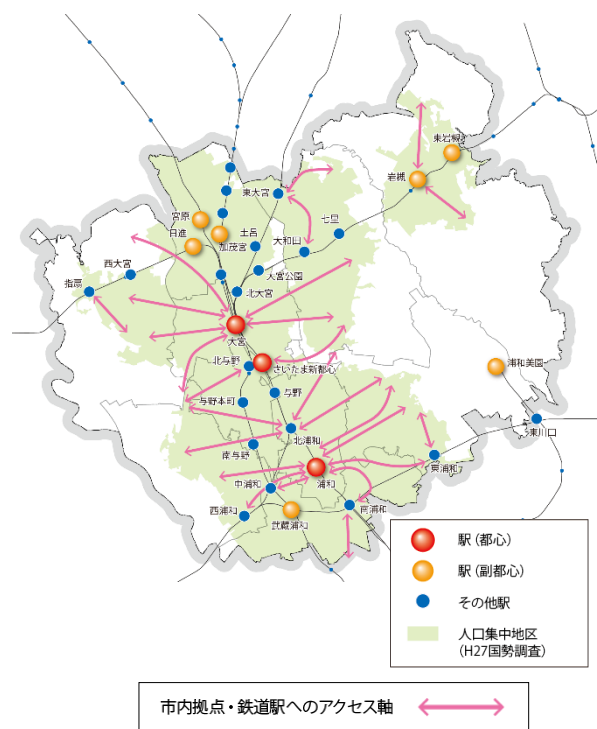 東岩槻
岩槻
東大宮
七里
宮原
土呂
大和田
日進
加茂宮
西大宮
大宮公園
指扇
北大宮
大宮
北与野
さいたま新都心
浦和美園
与野
与野本町
東川口
北浦和
南与野
東浦和
中浦和
浦和
西浦和
南浦和
武蔵浦和
駅(都心)
駅(副都心)
その他駅
人口集中地区
(H27国勢調査)
市内拠点・鉄道駅へのアクセス軸